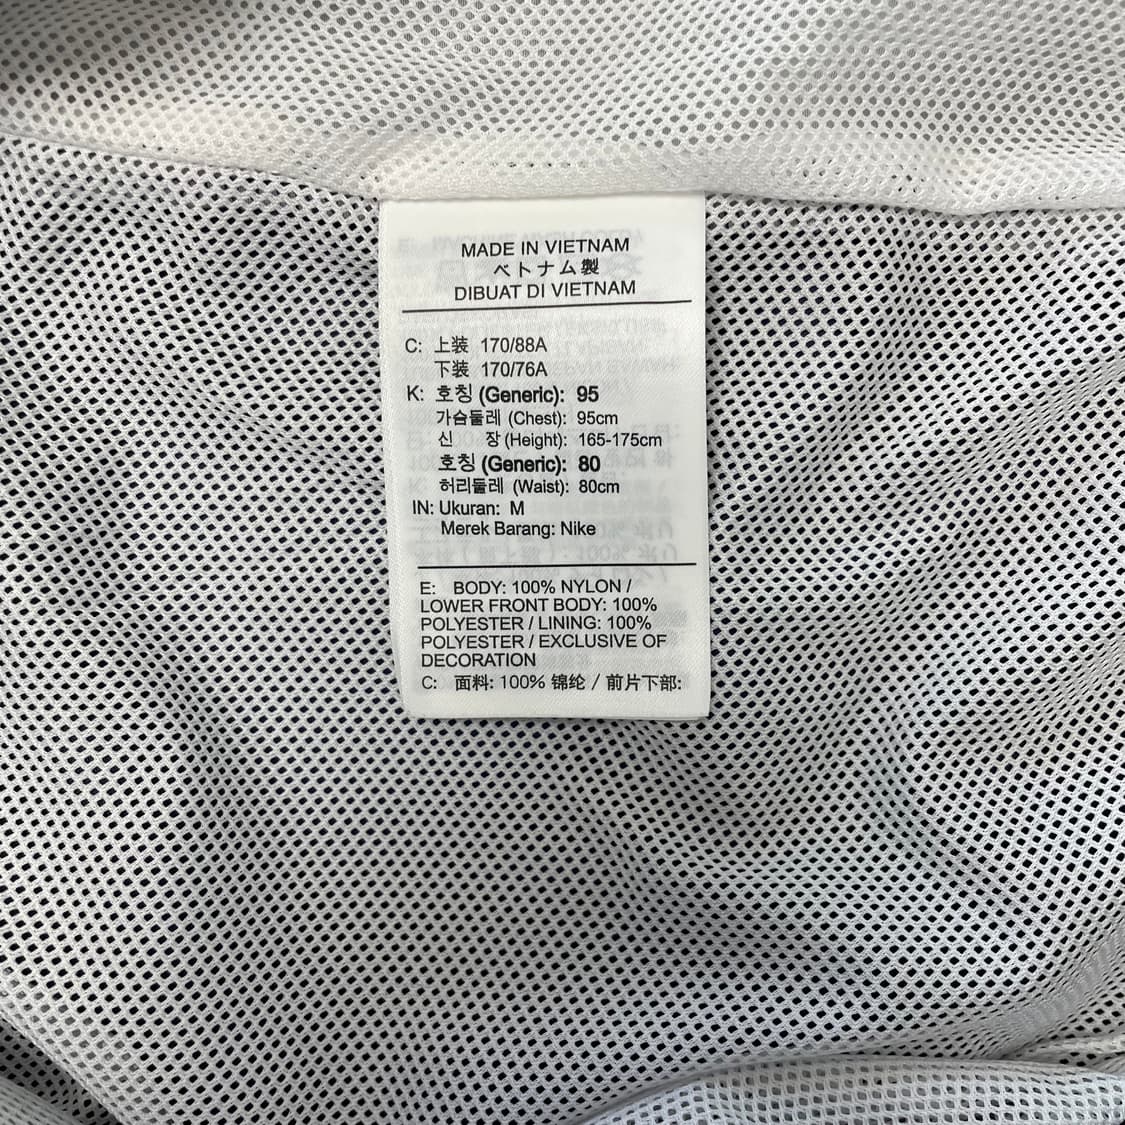 MADE IN VIETNAM
ベトナム製
DIBUAT DI VIETNAM
C: 上装 170/88A
下装 170/76A
K: 호칭 (Generic): 95
가슴둘레 (Chest): 95cm
신 장 (Height): 165-175cm
호칭 (Generic): 80
허리둘레 (Waist): 80cm
IN: Ukuran: M
Merek Barang: Nike
E: BODY: 100% NYLON /
LOWER FRONT BODY: 100%
POLYESTER / LINING: 100%
POLYESTER / EXCLUSIVE OF
DECORATION
C: 面料: 100% 锦纶 / 前片下部: